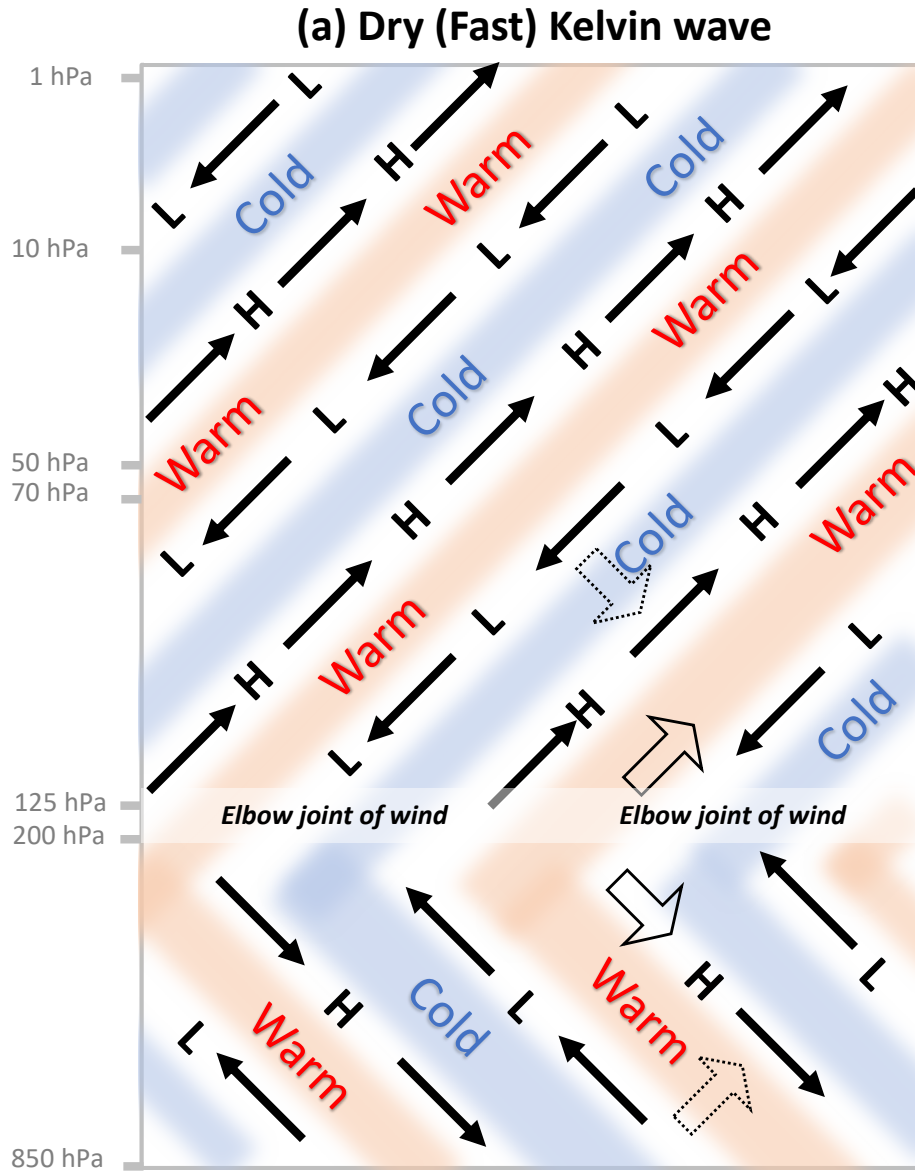 (a) Dry (Fast) Kelvin wave
1 hPa
L
L
H
Cold
Warm
Cold
L
H
10 hPa
L
L
H
Warm
H
Cold
H
Warm
L
L
50 hPa
70 hPa
H
H
Warm
Cold
L
Warm
L
L
H
Cold
H
L
125 hPa
Elbow joint of wind
Elbow joint of wind
200 hPa
H
L
Warm
H
L
L
Cold
Warm
850 hPa